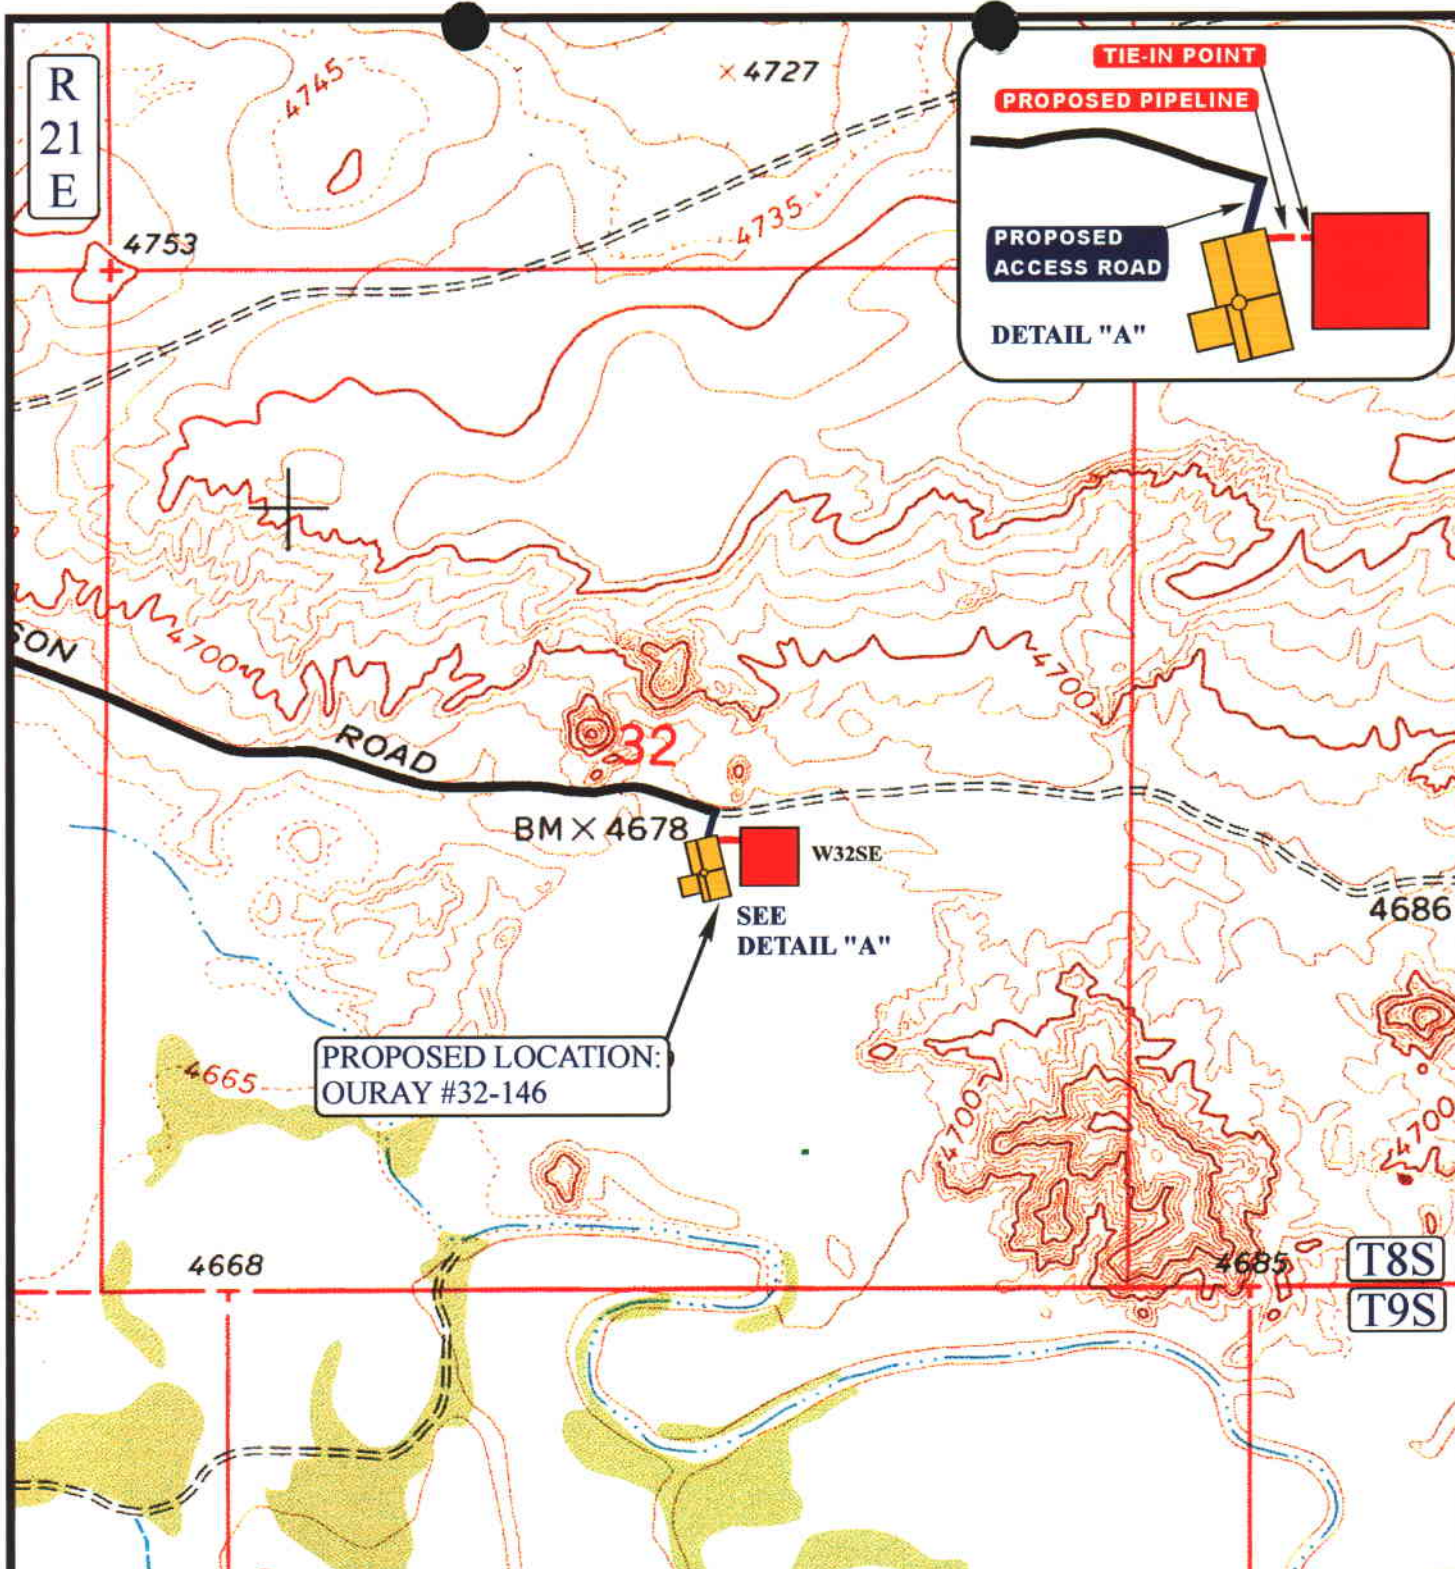 R
21
E
4745
4727
TIE-IN POINT
PROPOSED PIPELINE
4735
PROPOSED
ACCESS ROAD
4753
DETAIL "A"
4700
4700
SON
ROAD
32
BM × 4678
W32SE
4686
SEE
DETAIL "A"
PROPOSED LOCATION:
OURAY #32-146
4665
4700
4700
4668
4685
T8S
T9S